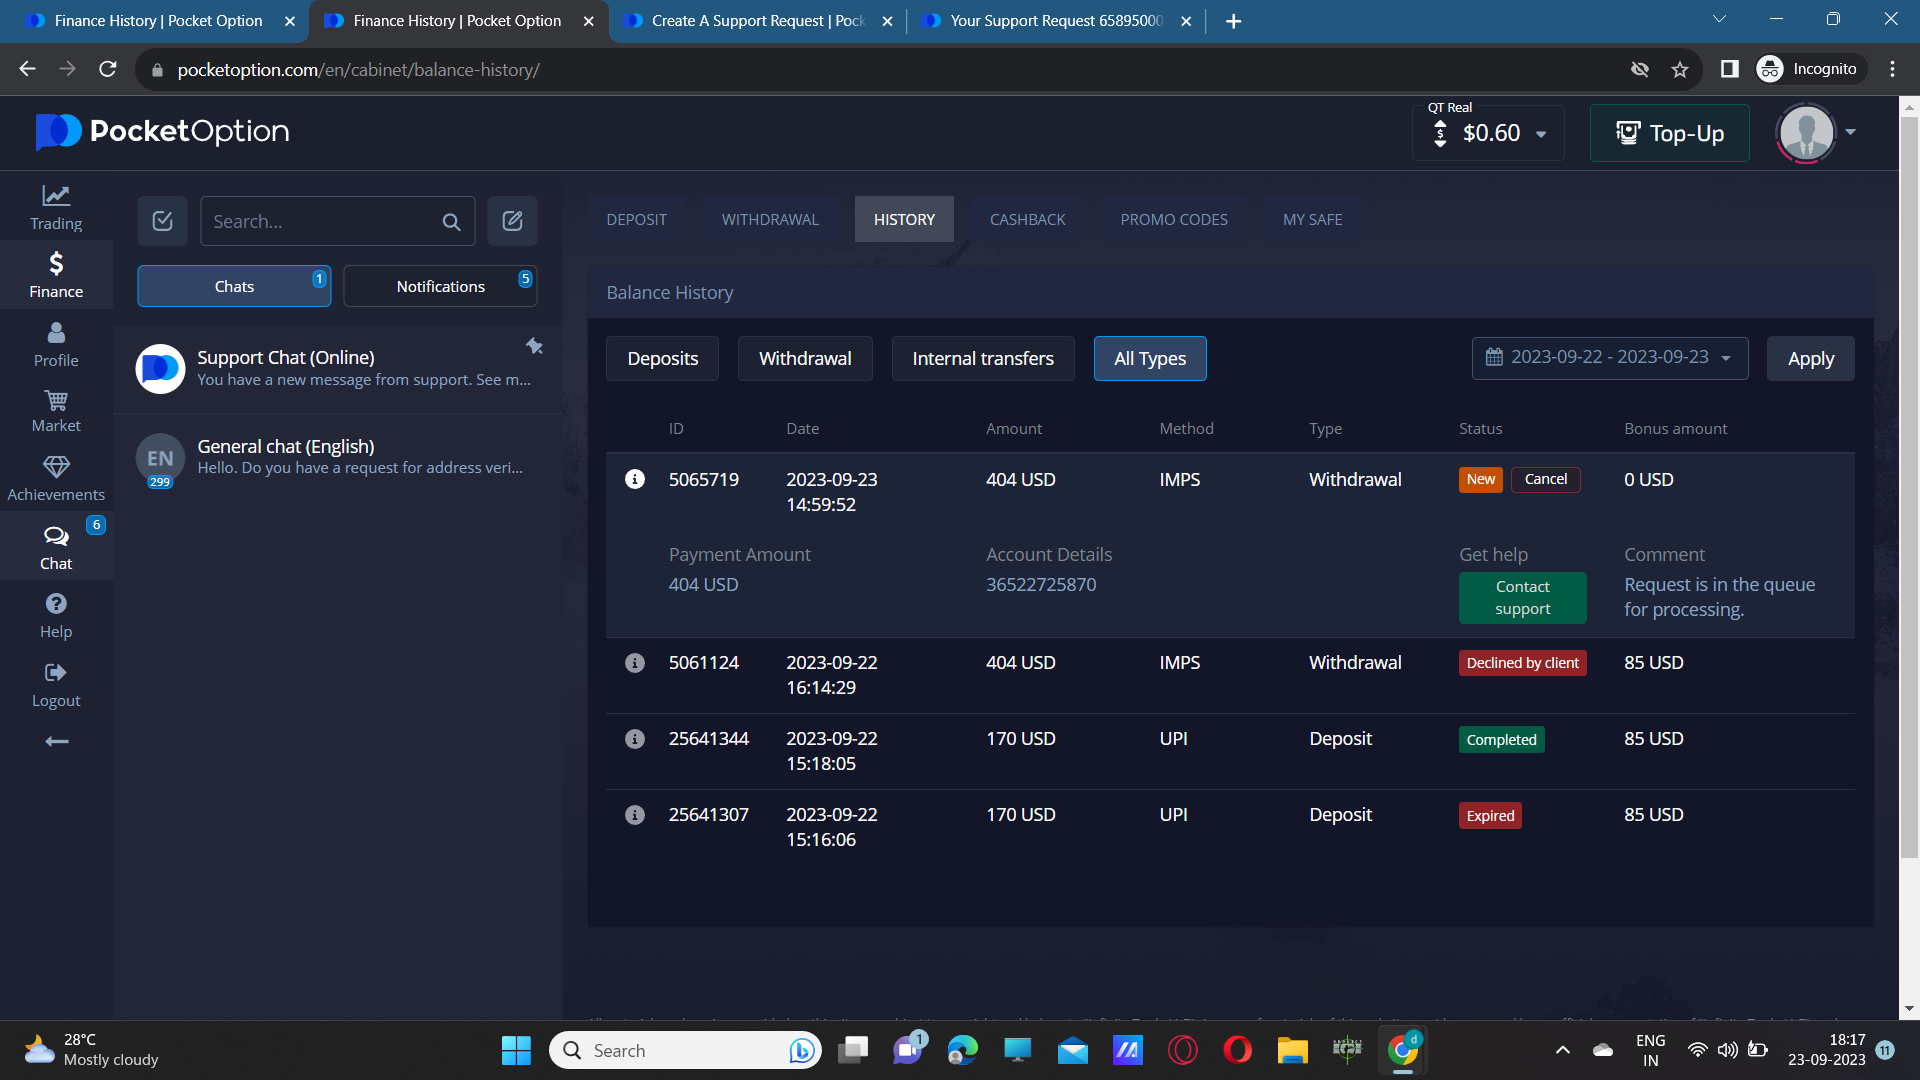 Finance History | Pocket Option
Finance History | Pocket Option
Create A Support Request | Pock
Your Support Request 65895000
pocketoption.com/en/cabinet/balance-history/
Incognito
PocketOption
QT Real
$0.60
Top-Up
Trading
Finance
Profile
Market
Achievements
6
Chat
Help
Logout
Search...
Chats 1
Notifications 5
Support Chat (Online)
You have a new message from support. See m...
EN
299
General chat (English)
Hello. Do you have a request for address veri...
DEPOSIT WITHDRAWAL HISTORY CASHBACK PROMO CODES MY SAFE
Balance History
Deposits Withdrawal Internal transfers All Types 2023-09-22 - 2023-09-23 Apply
ID Date Amount Method Type Status Bonus amount
5065719 2023-09-23 404 USD IMPS Withdrawal New Cancel 0 USD
14:59:52
Payment Amount Account Details Get help Comment
404 USD 36522725870 Contact support Request is in the queue
for processing.
5061124 2023-09-22 404 USD IMPS Withdrawal Declined by client 85 USD
16:14:29
25641344 2023-09-22 170 USD UPI Deposit Completed 85 USD
15:18:05
25641307 2023-09-22 170 USD UPI Deposit Expired 85 USD
15:16:06
28°C
Mostly cloudy
Search
1
d
ENG
IN
18:17
23-09-2023
11